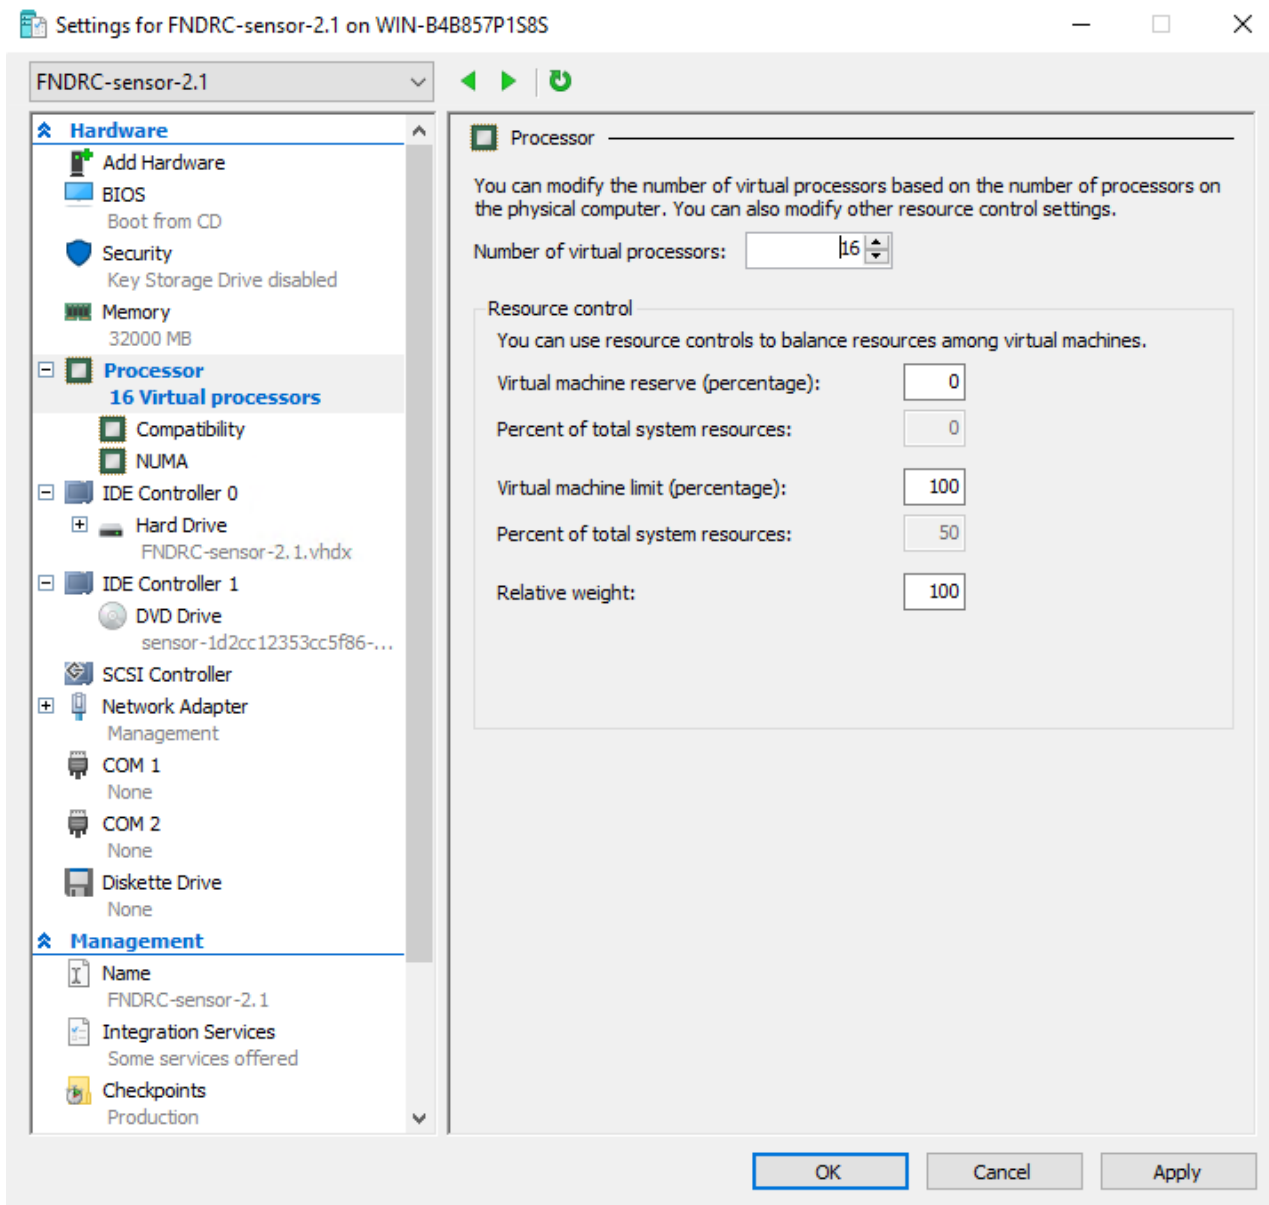 Settings for FNDRC-sensor-2.1 on WIN-B4B857P1S8S
FNDRC-sensor-2.1
Hardware
Add Hardware
BIOS
Boot from CD
Security
Key Storage Drive disabled
Memory
32000 MB
Processor
16 Virtual processors
Compatibility
NUMA
IDE Controller 0
Hard Drive
FNDRC-sensor-2.1.vhdx
IDE Controller 1
DVD Drive
sensor-1d2cc12353cc5f86-...
SCSI Controller
Network Adapter
Management
COM 1
None
COM 2
None
Diskette Drive
None
Management
Name
FNDRC-sensor-2.1
Integration Services
Some services offered
Checkpoints
Production
Processor
You can modify the number of virtual processors based on the number of processors on
the physical computer. You can also modify other resource control settings.
Number of virtual processors: 16
Resource control
You can use resource controls to balance resources among virtual machines.
Virtual machine reserve (percentage): 0
Percent of total system resources: 0
Virtual machine limit (percentage): 100
Percent of total system resources: 50
Relative weight: 100
OK Cancel Apply